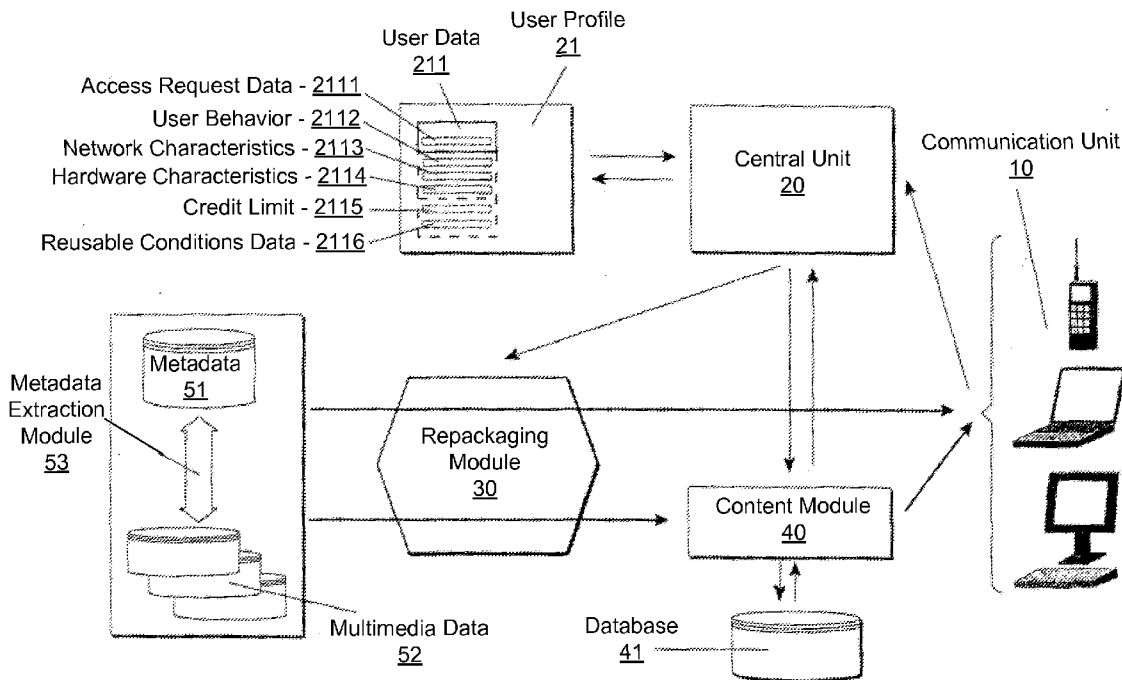 User Data
211
User Profile
21
Access Request Data - 2111
User Behavior - 2112
Network Characteristics - 2113
Hardware Characteristics - 2114
Credit Limit - 2115
Reusable Conditions Data - 2116
Central Unit
20
Communication Unit
10
Metadata
51
Metadada
Extraction
Module
53
Repackaging
Module
30
Content Module
40
Multimedia Data
52
Database
41